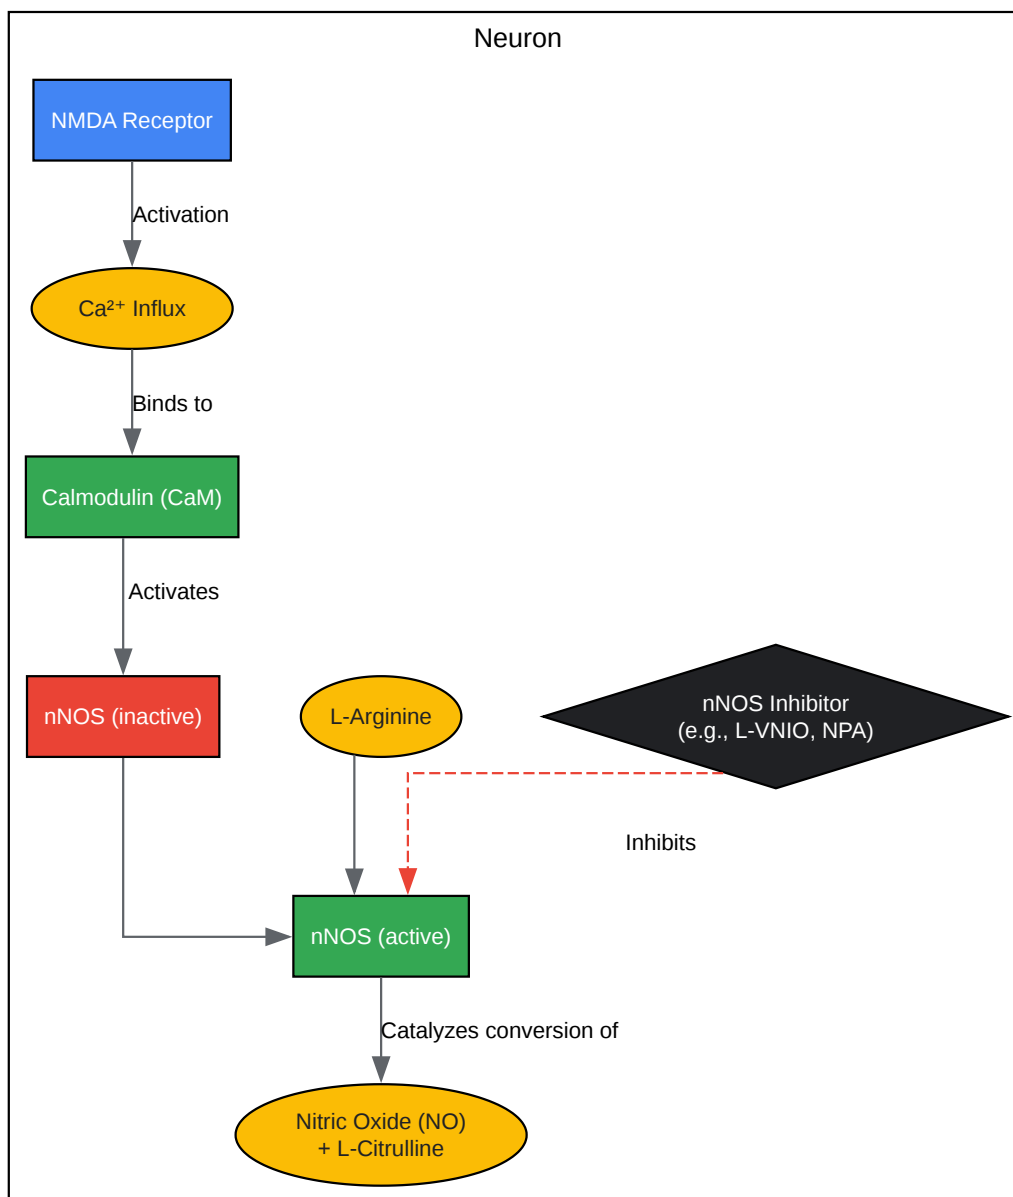 Neuron
NMDA Receptor
Activation
Ca²⁺ Influx
Binds to
Calmodulin (CaM)
Activates
nNOS (inactive)
L-Arginine
nNOS Inhibitor
(e.g., L-VNIO, NPA)
Inhibits
nNOS (active)
Catalyzes conversion of
Nitric Oxide (NO)
+ L-Citrulline